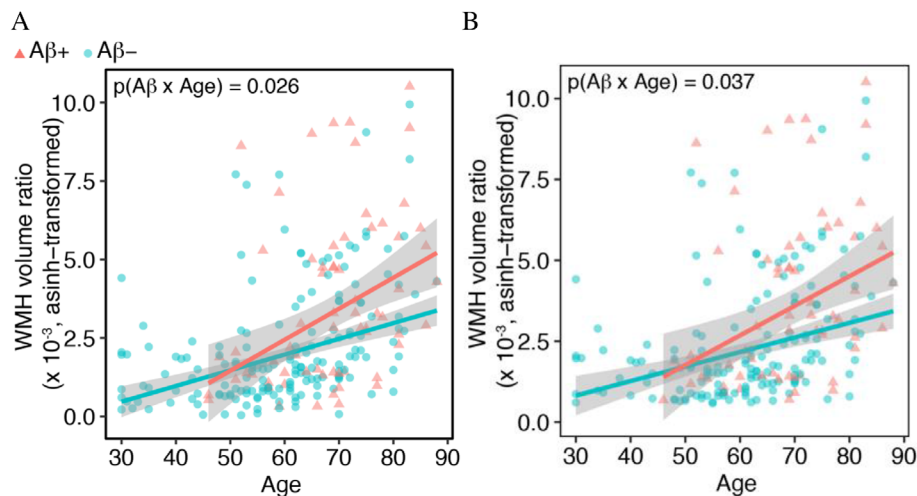 A
B
Aβ+ Aβ−
p(Aβ x Age) = 0.026
10.0
7.5
5.0
2.5
0.0
WMH volume ratio
(x 10⁻³, asinh−transformed)
30 40 50 60 70 80 90
Age
p(Aβ x Age) = 0.037
10.0
7.5
5.0
2.5
0.0
WMH volume ratio
(x 10⁻³, asinh−transformed)
30 40 50 60 70 80 90
Age